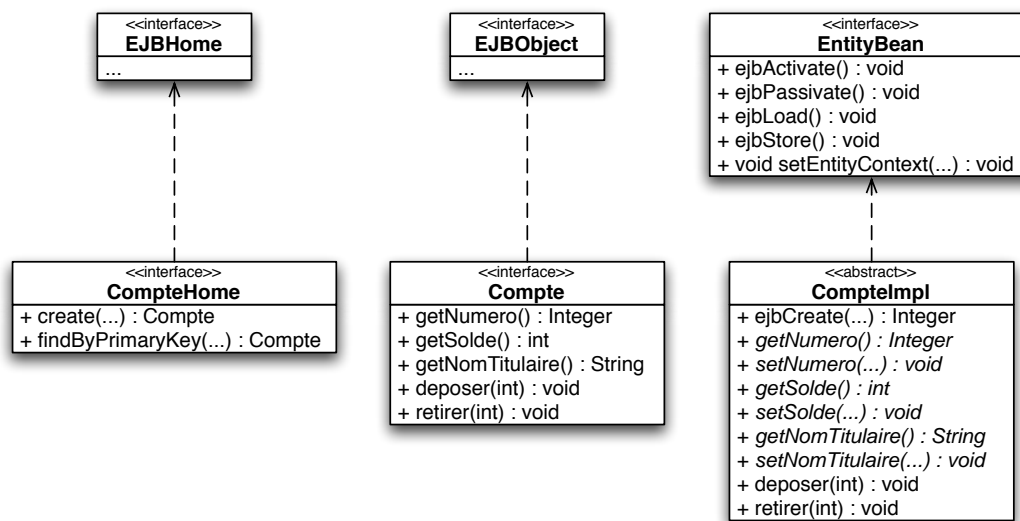 <<interface>>
EJBHome
...
<<interface>>
EJBObject
...
<<interface>>
EntityBean
+ ejbActivate() : void
+ ejbPassivate() : void
+ ejbLoad() : void
+ ejbStore() : void
+ void setEntityContext(...) : void
<<interface>>
CompteHome
+ create(...) : Compte
+ findByPrimaryKey(...) : Compte
<<interface>>
Compte
+ getNumero() : Integer
+ getSolde() : int
+ getNomTitulaire() : String
+ deposer(int) : void
+ retirer(int) : void
<<abstract>>
CompteImpl
+ ejbCreate(...) : Integer
+ getNumero() : Integer
+ setNumero(...) : void
+ getSolde() : int
+ setSolde(...) : void
+ getNomTitulaire() : String
+ setNomTitulaire(...) : void
+ deposer(int) : void
+ retirer(int) : void